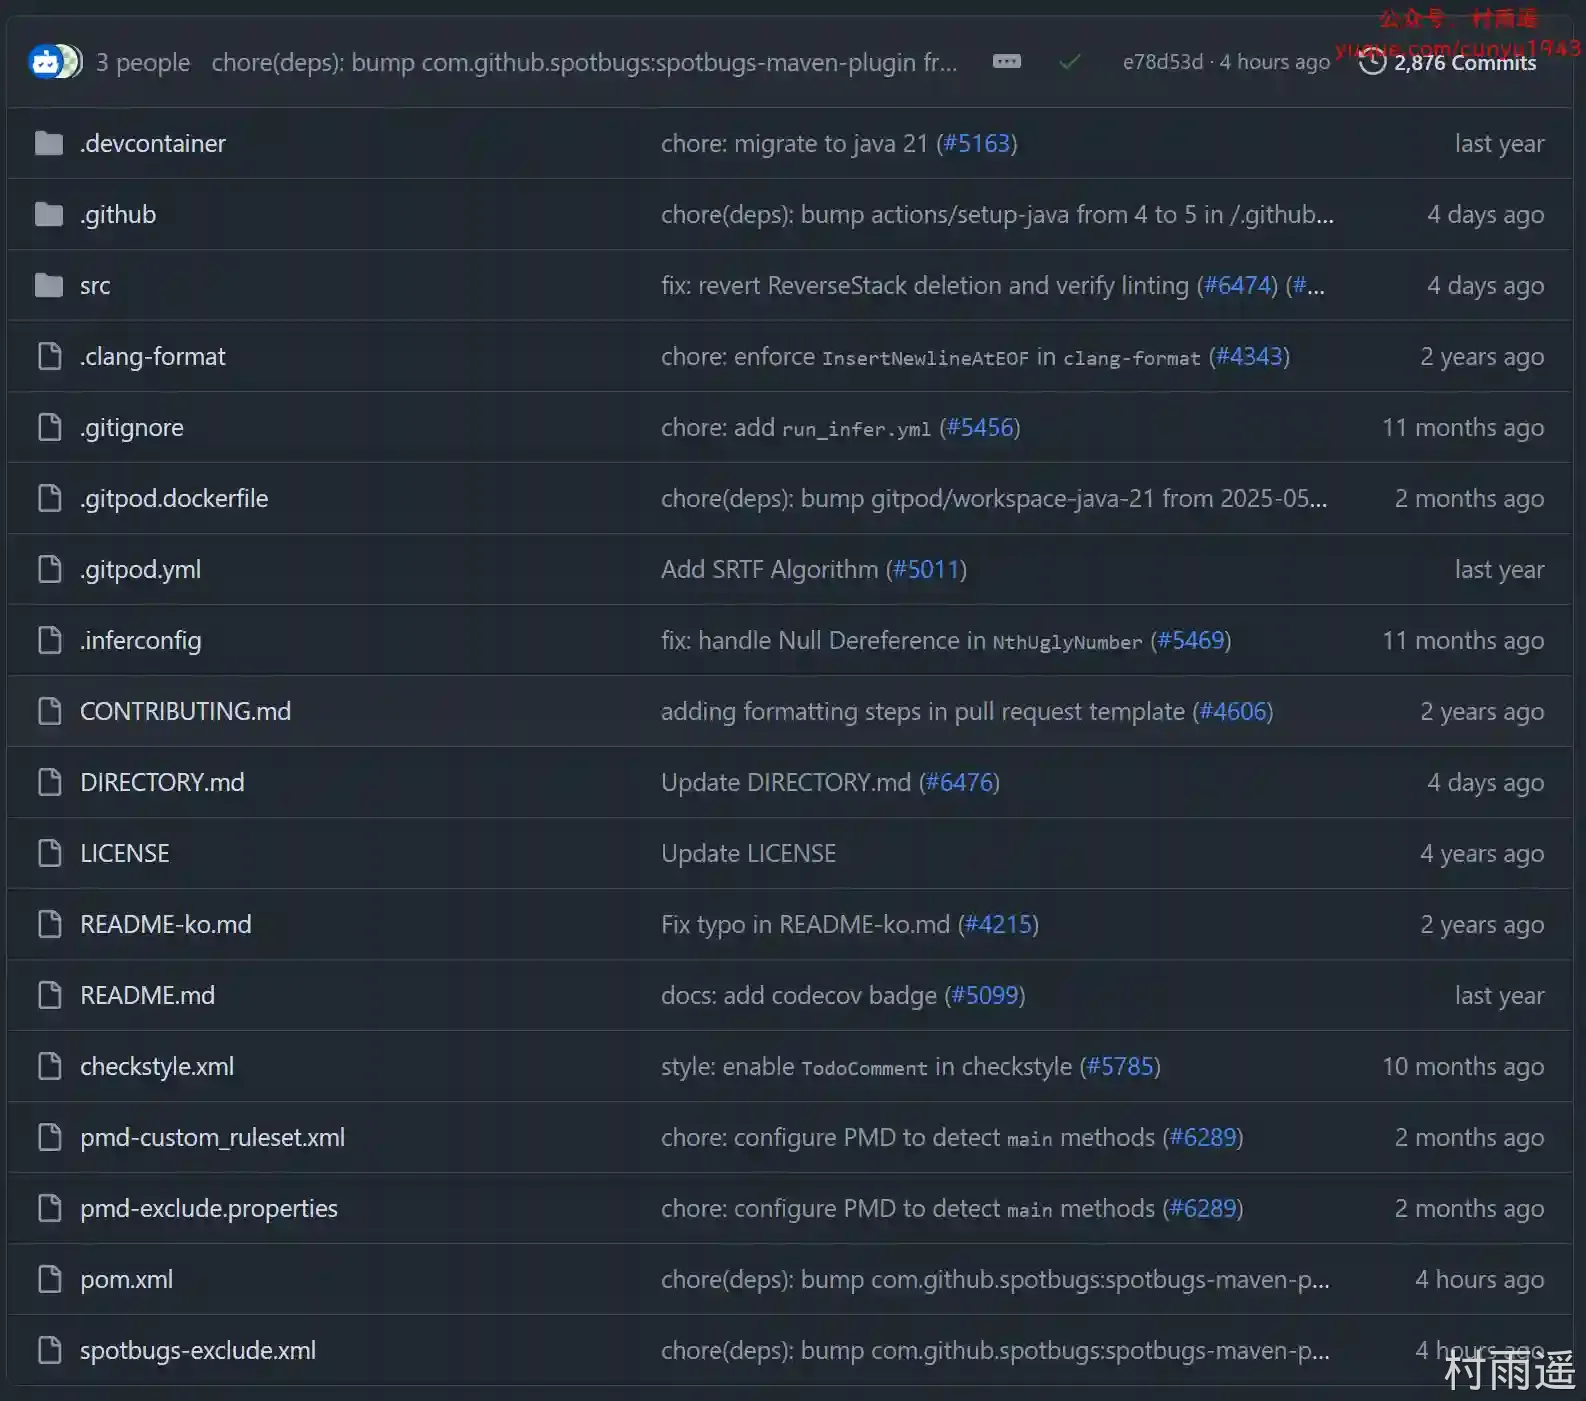 公众号：村雨遥
yuque.com/cunyu1943
3 people chore(deps): bump com.github.spotbugs:spotbugs-maven-plugin fr... e78d53d · 4 hours ago 2,876 Commits
.devcontainer chore: migrate to java 21 (#5163) last year
.github chore(deps): bump actions/setup-java from 4 to 5 in /.github... 4 days ago
src fix: revert ReverseStack deletion and verify linting (#6474) (#... 4 days ago
.clang-format chore: enforce InsertNewlineAtEOF in clang-format (#4343) 2 years ago
.gitignore chore: add run_infer.yml (#5456) 11 months ago
.gitpod.dockerfile chore(deps): bump gitpod/workspace-java-21 from 2025-05... 2 months ago
.gitpod.yml Add SRTF Algorithm (#5011) last year
.inferconfig fix: handle Null Dereference in NthUglyNumber (#5469) 11 months ago
CONTRIBUTING.md adding formatting steps in pull request template (#4606) 2 years ago
DIRECTORY.md Update DIRECTORY.md (#6476) 4 days ago
LICENSE Update LICENSE 4 years ago
README-ko.md Fix typo in README-ko.md (#4215) 2 years ago
README.md docs: add codecov badge (#5099) last year
checkstyle.xml style: enable TodoComment in checkstyle (#5785) 10 months ago
pmd-custom_ruleset.xml chore: configure PMD to detect main methods (#6289) 2 months ago
pmd-exclude.properties chore: configure PMD to detect main methods (#6289) 2 months ago
pom.xml chore(deps): bump com.github.spotbugs:spotbugs-maven-p... 4 hours ago
spotbugs-exclude.xml chore(deps): bump com.github.spotbugs:spotbugs-maven-p... 4 hours ago
村雨遥